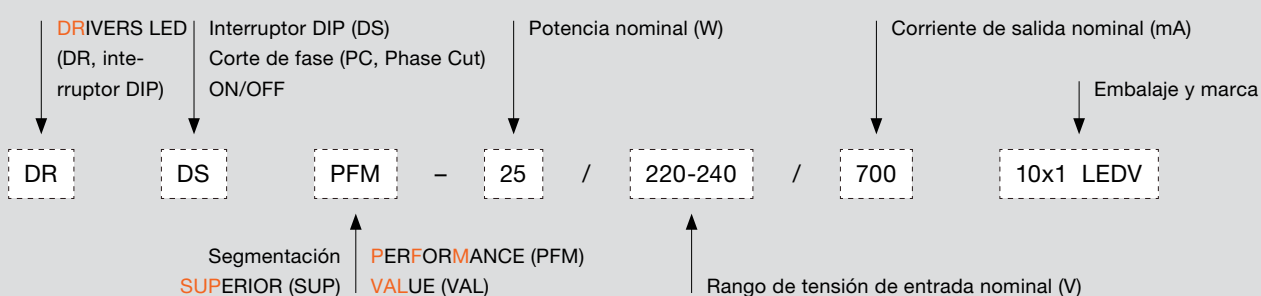 DRIVERS LED
(DR, inte-
rruptor DIP)
Interruptor DIP (DS)
Corte de fase (PC, Phase Cut)
ON/OFF
Potencia nominal (W)
Corriente de salida nominal (mA)
Embalaje y marca
DR DS PFM – 25 / 220-240 / 700 10x1 LEDV
Segmentación
SUPERIOR (SUP)
PERFORMANCE (PFM)
VALUE (VAL)
Rango de tensión de entrada nominal (V)